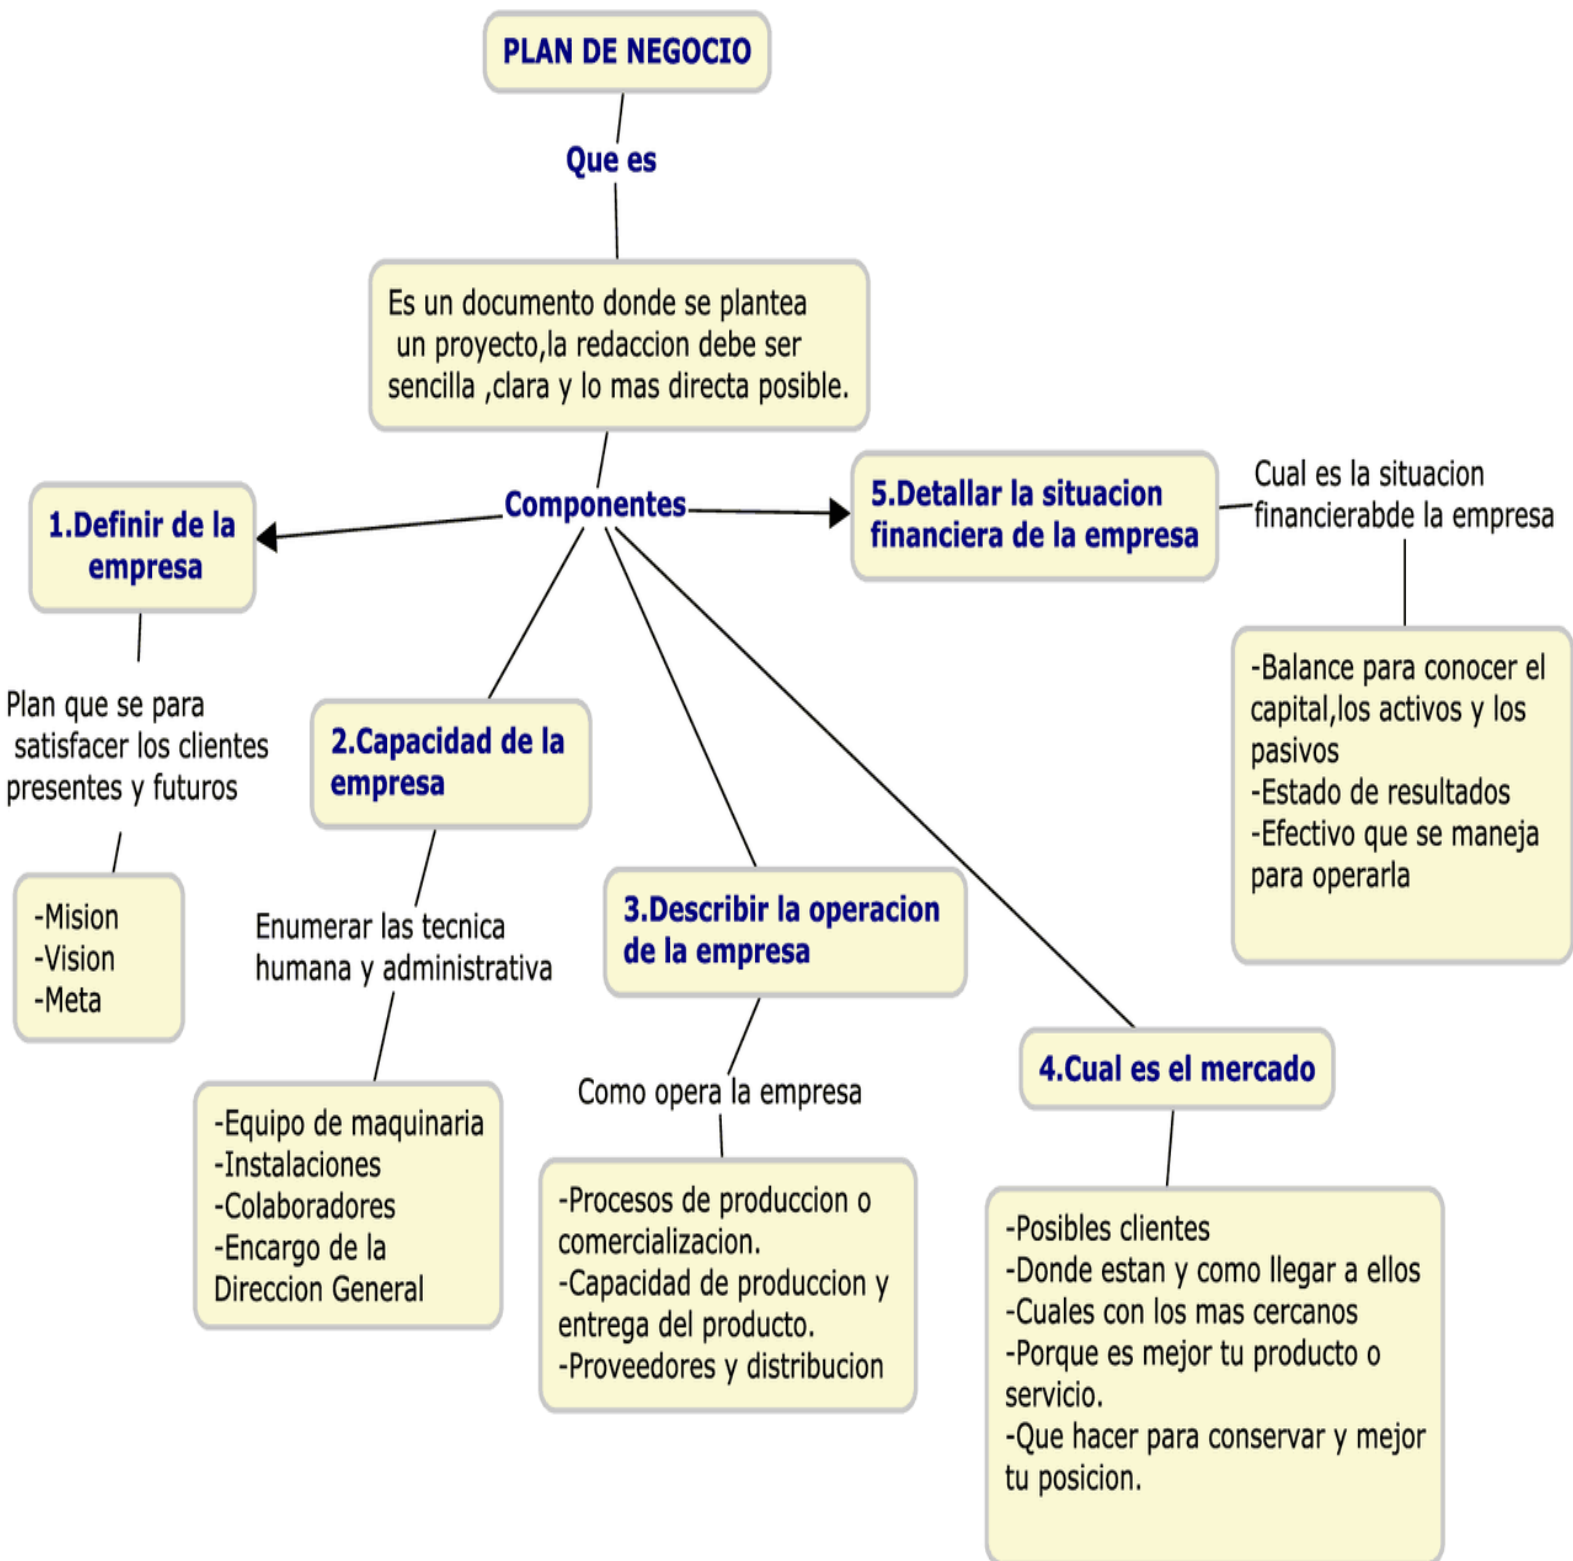 PLAN DE NEGOCIO
Que es
Es un documento donde se plantea
un proyecto,la redaccion debe ser
sencilla ,clara y lo mas directa posible.
Componentes
1.Definir de la
empresa
Plan que se para
satisfacer los clientes
presentes y futuros
-Mision
-Vision
-Meta
2.Capacidad de la
empresa
Enumerar las tecnica
humana y administrativa
-Equipo de maquinaria
-Instalaciones
-Colaboradores
-Encargo de la
Direccion General
3.Describir la operacion
de la empresa
Como opera la empresa
-Procesos de produccion o
comercializacion.
-Capacidad de produccion y
entrega del producto.
-Proveedores y distribucion
4.Cual es el mercado
-Posibles clientes
-Donde estan y como llegar a ellos
-Cuales con los mas cercanos
-Porque es mejor tu producto o
servicio.
-Que hacer para conservar y mejor
tu posicion.
5.Detallar la situacion
financiera de la empresa
Cual es la situacion
financierabde la empresa
-Balance para conocer el
capital,los activos y los
pasivos
-Estado de resultados
-Efectivo que se maneja
para operarla